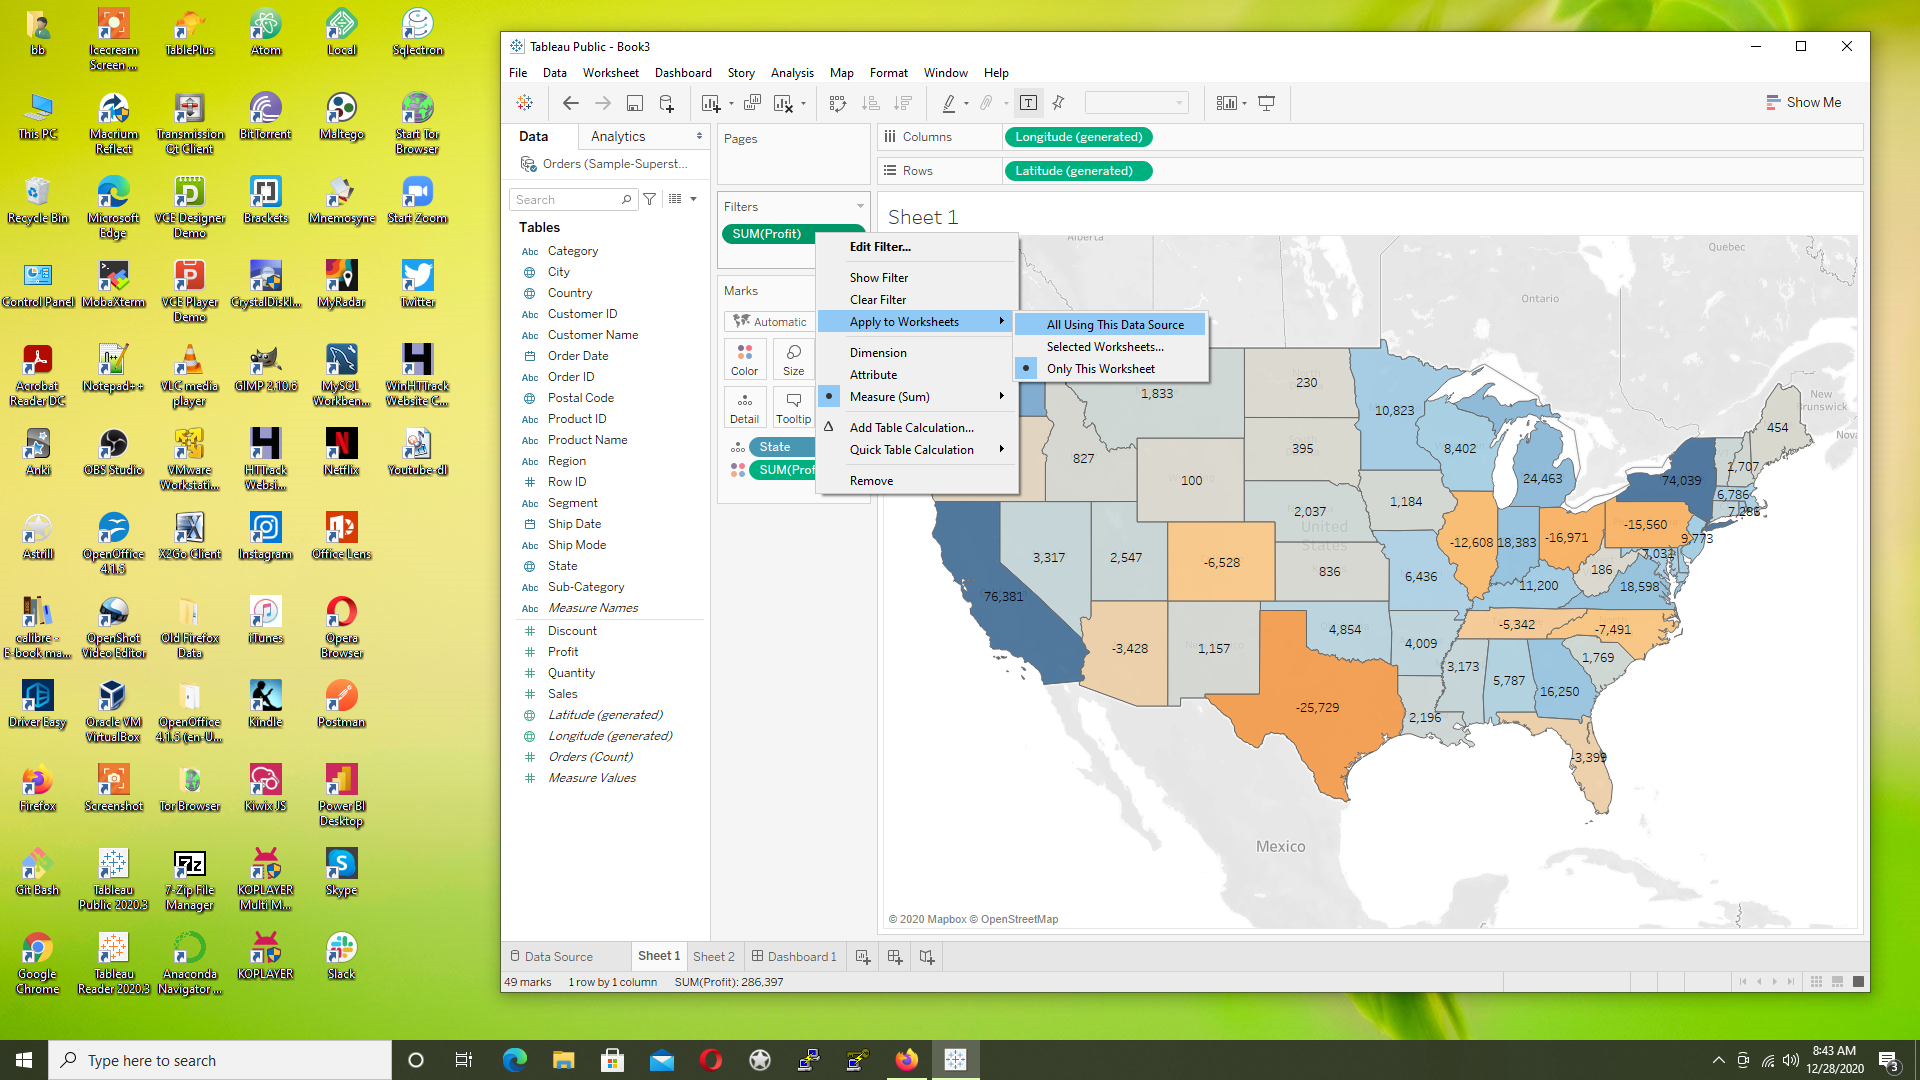 bb
Icecream
Screen ...
TablePlus
Atom
Local
Sqlectron
This PC
Macrium
Reflect
Transmission
Qt Client
BitTorrent
Maltego
Start Tor
Browser
Recycle Bin
Microsoft
Edge
VCE Designer
Demo
Brackets
Mnemosyne
Start Zoom
Control Panel
MobaXterm
VCE Player
Demo
CrystalDiskI...
MyRadar
Twitter
Acrobat
Reader DC
Notepad++
VLC media
player
GIMP 2.10.6
MySQL
Workben...
WinHTTrack
Website C...
Anki
OBS Studio
VMware
Workstati...
HTTrack
Websi...
Netflix
Youtube-dl
Astrill
OpenOffice
4.1.5
X2Go Client
Instagram
Office Lens
calibre -
E-book ma...
OpenShot
Video Editor
Old Firefox
Data
iTunes
Opera
Browser
Driver Easy
Oracle VM
VirtualBox
OpenOffice
4.1.5 (en-U...
Kindle
Postman
Firefox
Screenshot
Tor Browser
Kiwix JS
Power BI
Desktop
Git Bash
Tableau
Public 2020.3
7-Zip File
Manager
KOPLAYER
Multi M...
Skype
Google
Chrome
Tableau
Reader 2020.3
Anaconda
Navigator ...
KOPLAYER
Slack
Tableau Public - Book3
File Data Worksheet Dashboard Story Analysis Map Format Window Help
Show Me
Data
Analytics
Orders (Sample-Superst...
Search
Tables
Abc Category
City
Country
Abc Customer ID
Abc Customer Name
Order Date
Abc Order ID
Postal Code
Abc Product ID
Abc Product Name
Abc Region
# Row ID
Abc Segment
Ship Date
Abc Ship Mode
State
Abc Sub-Category
Abc Measure Names
# Discount
# Profit
# Quantity
# Sales
Latitude (generated)
Longitude (generated)
# Orders (Count)
# Measure Values
Pages
Filters
SUM(Profit)
Marks
Automatic
Color
Size
Detail
Tooltip
State
SUM(Prof
Edit Filter...
Show Filter
Clear Filter
Apply to Worksheets
Dimension
Attribute
Measure (Sum)
Add Table Calculation...
Quick Table Calculation
Remove
All Using This Data Source
Selected Worksheets...
Only This Worksheet
Columns
Longitude (generated)
Rows
Latitude (generated)
Sheet 1
Alberta
Quebec
Ontario
New
Brunswick
Nova
1,833
230
10,823
454
827
395
8,402
100
24,463
74,039
1,707
1,184
6,786
7,286
2,037
United
States
-15,560
3,317
2,547
-6,528
-12,608
18,383
-16,971
9,773
7,031
836
6,436
186
11,200
18,598
76,381
4,854
4,009
-5,342
-7,491
-3,428
1,157
3,173
5,787
1,769
16,250
-25,729
2,196
-3,399
Mexico
© 2020 Mapbox © OpenStreetMap
Data Source
Sheet 1
Sheet 2
Dashboard 1
49 marks
1 row by 1 column
SUM(Profit): 286,397
Type here to search
8:43 AM
12/28/2020
3